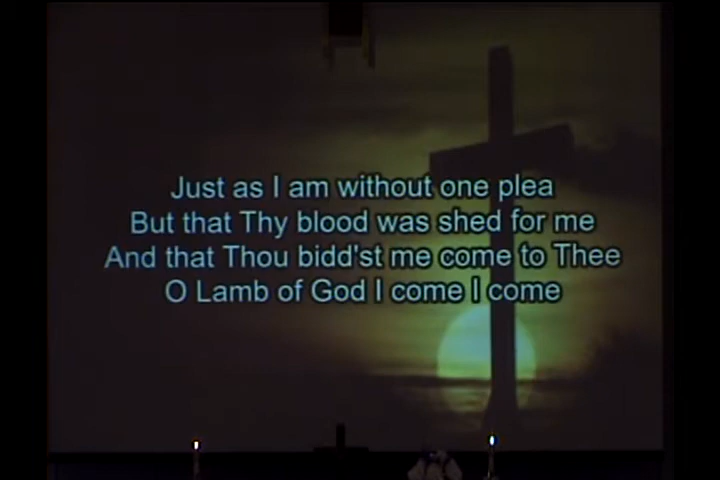 Just as I am without one plea
But that Thy blood was shed for me
And that Thou bidd'st me come to Thee
O Lamb of God I come I come